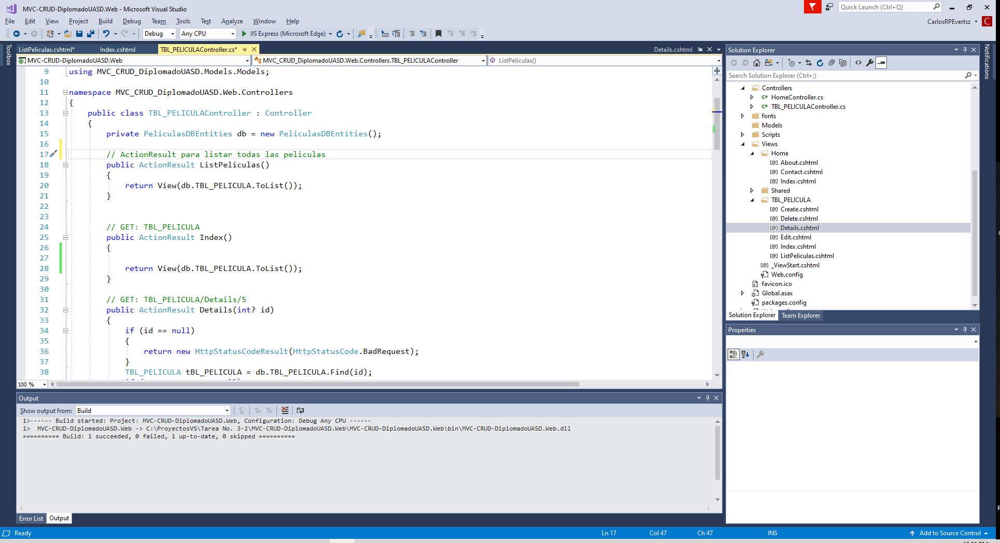 MVC-CRUD-DiplomadoUASD.Web - Microsoft Visual Studio
Quick Launch (Ctrl+Q)
File Edit View Project Build Debug Team Tools Test Analyze Window Help
CarlosRPEvertsz C
Debug Any CPU IIS Express (Microsoft Edge)
Toolbox
ListPeliculas.cshtml* Index.cshtml TBL_PELICULAController.cs* Details.cshtml
MVC-CRUD-DiplomadoUASD.Web MVC_CRUD_DiplomadoUASD.Web.Controllers.TBL_PELICULAController ListPeliculas()
9 using MVC_CRUD_DiplomadoUASD.Models.Models;
10
11 namespace MVC_CRUD_DiplomadoUASD.Web.Controllers
12 {
13 public class TBL_PELICULAController : Controller
14 {
15 private PeliculasDBEntities db = new PeliculasDBEntities();
16
17 // ActionResult para listar todas las peliculas
18 public ActionResult ListPeliculas()
19 {
20 return View(db.TBL_PELICULA.ToList());
21 }
22
23
24 // GET: TBL_PELICULA
25 public ActionResult Index()
26 {
27
28 return View(db.TBL_PELICULA.ToList());
29 }
30
31 // GET: TBL_PELICULA/Details/5
32 public ActionResult Details(int? id)
33 {
34 if (id == null)
35 {
36 return new HttpStatusCodeResult(HttpStatusCode.BadRequest);
37 }
38 TBL_PELICULA tBL_PELICULA = db.TBL_PELICULA.Find(id);
100 %
Output
Show output from: Build
1>------ Build started: Project: MVC-CRUD-DiplomadoUASD.Web, Configuration: Debug Any CPU ------
1> MVC-CRUD-DiplomadoUASD.Web -> C:\ProyectosVS\Tarea No. 3-2\MVC-CRUD-DiplomadoUASD.Web\MVC-CRUD-DiplomadoUASD.Web\bin\MVC-CRUD-DiplomadoUASD.Web.dll
========== Build: 1 succeeded, 0 failed, 1 up-to-date, 0 skipped ==========
Error List Output
Solution Explorer
Search Solution Explorer (Ctrl+;)
Controllers
C# HomeController.cs
C# TBL_PELICULAController.cs
fonts
Models
Scripts
Views
Home
[@] About.cshtml
[@] Contact.cshtml
[@] Index.cshtml
Shared
TBL_PELICULA
[@] Create.cshtml
[@] Delete.cshtml
[@] Details.cshtml
[@] Edit.cshtml
[@] Index.cshtml
[@] ListPeliculas.cshtml
[@] _ViewStart.cshtml
Web.config
favicon.ico
Global.asax
packages.config
Solution Explorer Team Explorer
Properties
Notifications
Ready Ln 17 Col 47 Ch 47 INS Add to Source Control